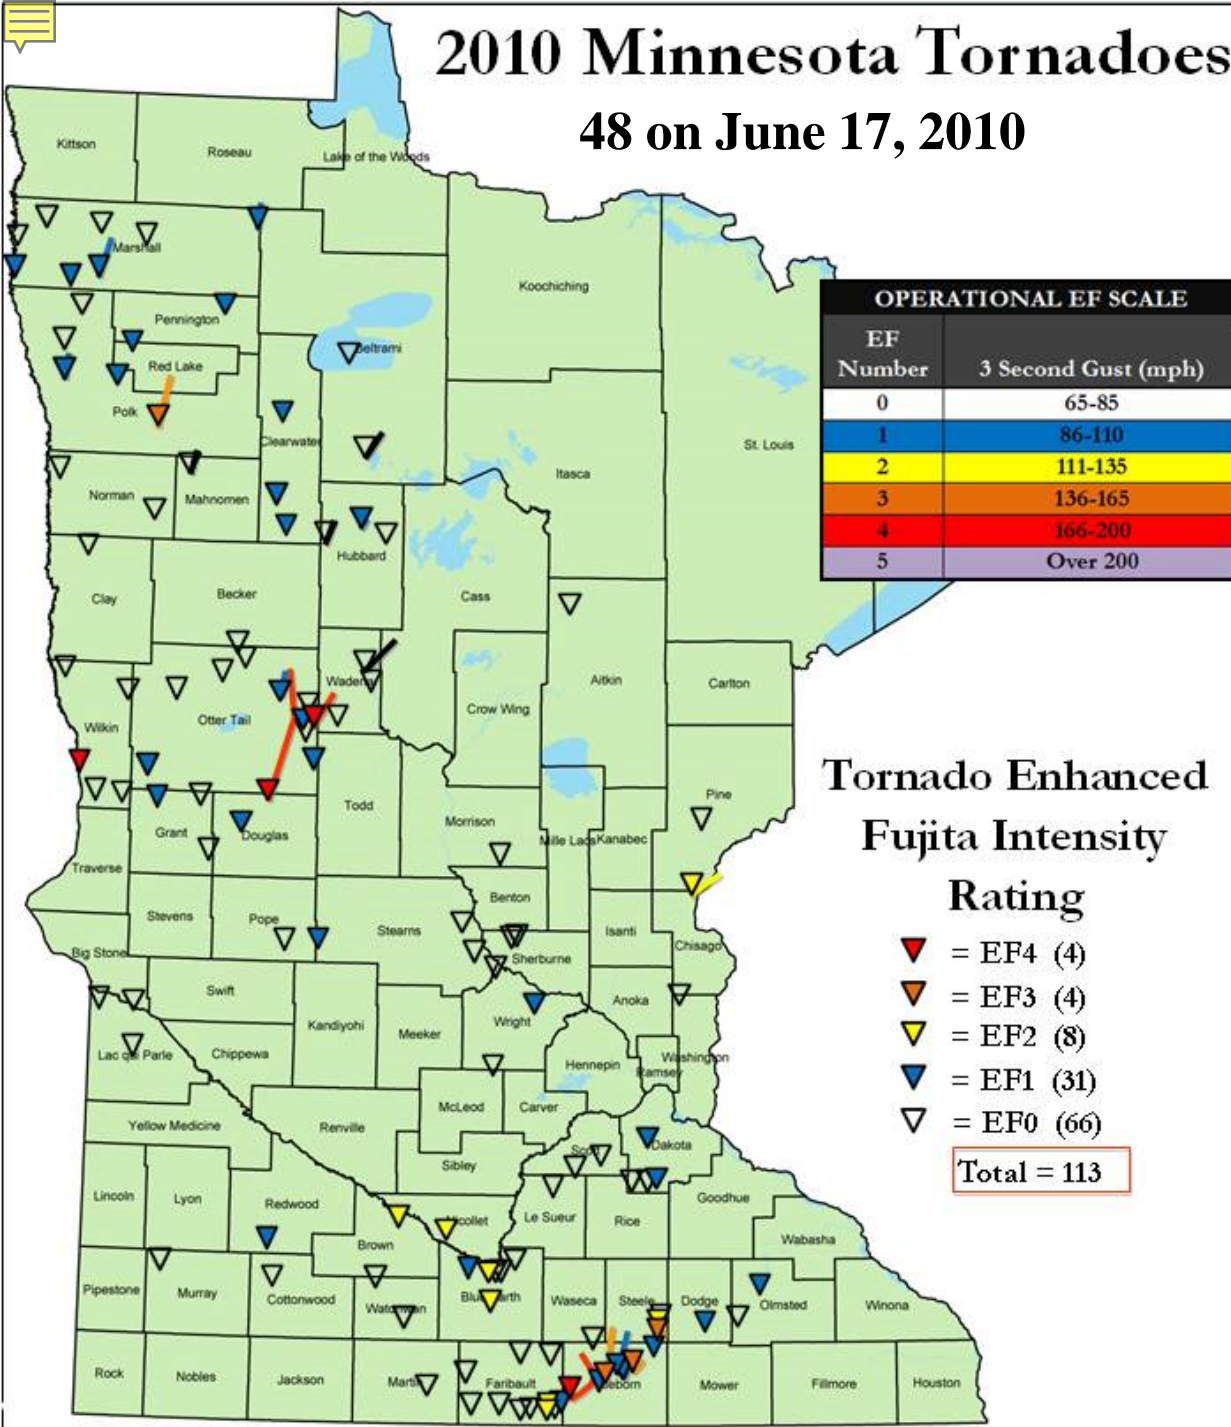 2010 Minnesota Tornadoes
48 on June 17, 2010
Kittson
Roseau
Lake of the Woods
Marshall
Koochiching
Pennington
Beltrami
Red Lake
Polk
Clearwater
St. Louis
Itasca
Norman
Mahnomen
Hubbard
Clay
Becker
Cass
Aitkin
Carlton
Wadena
Otter Tail
Crow Wing
Wilkin
Pine
Todd
Grant
Douglas
Morrison
Mille Lacs
Kanabec
Traverse
Benton
Stevens
Pope
Stearns
Isanti
Chisago
Big Stone
Sherburne
Swift
Anoka
Kandiyohi
Wright
Meeker
Lac qui Parle
Chippewa
Hennepin
Washington
Ramsey
McLeod
Carver
Yellow Medicine
Renville
Scott
Dakota
Sibley
Lincoln
Lyon
Redwood
Goodhue
Nicollet
Le Sueur
Rice
Brown
Wabasha
Pipestone
Murray
Cottonwood
Watonwan
Blue Earth
Waseca
Steele
Dodge
Olmsted
Winona
Rock
Nobles
Jackson
Martin
Faribault
Freeborn
Mower
Fillmore
Houston
OPERATIONAL EF SCALE
EF Number 3 Second Gust (mph)
0 65-85
1 86-110
2 111-135
3 136-165
4 166-200
5 Over 200
Tornado Enhanced
Fujita Intensity
Rating
= EF4 (4)
= EF3 (4)
= EF2 (8)
= EF1 (31)
= EF0 (66)
Total = 113